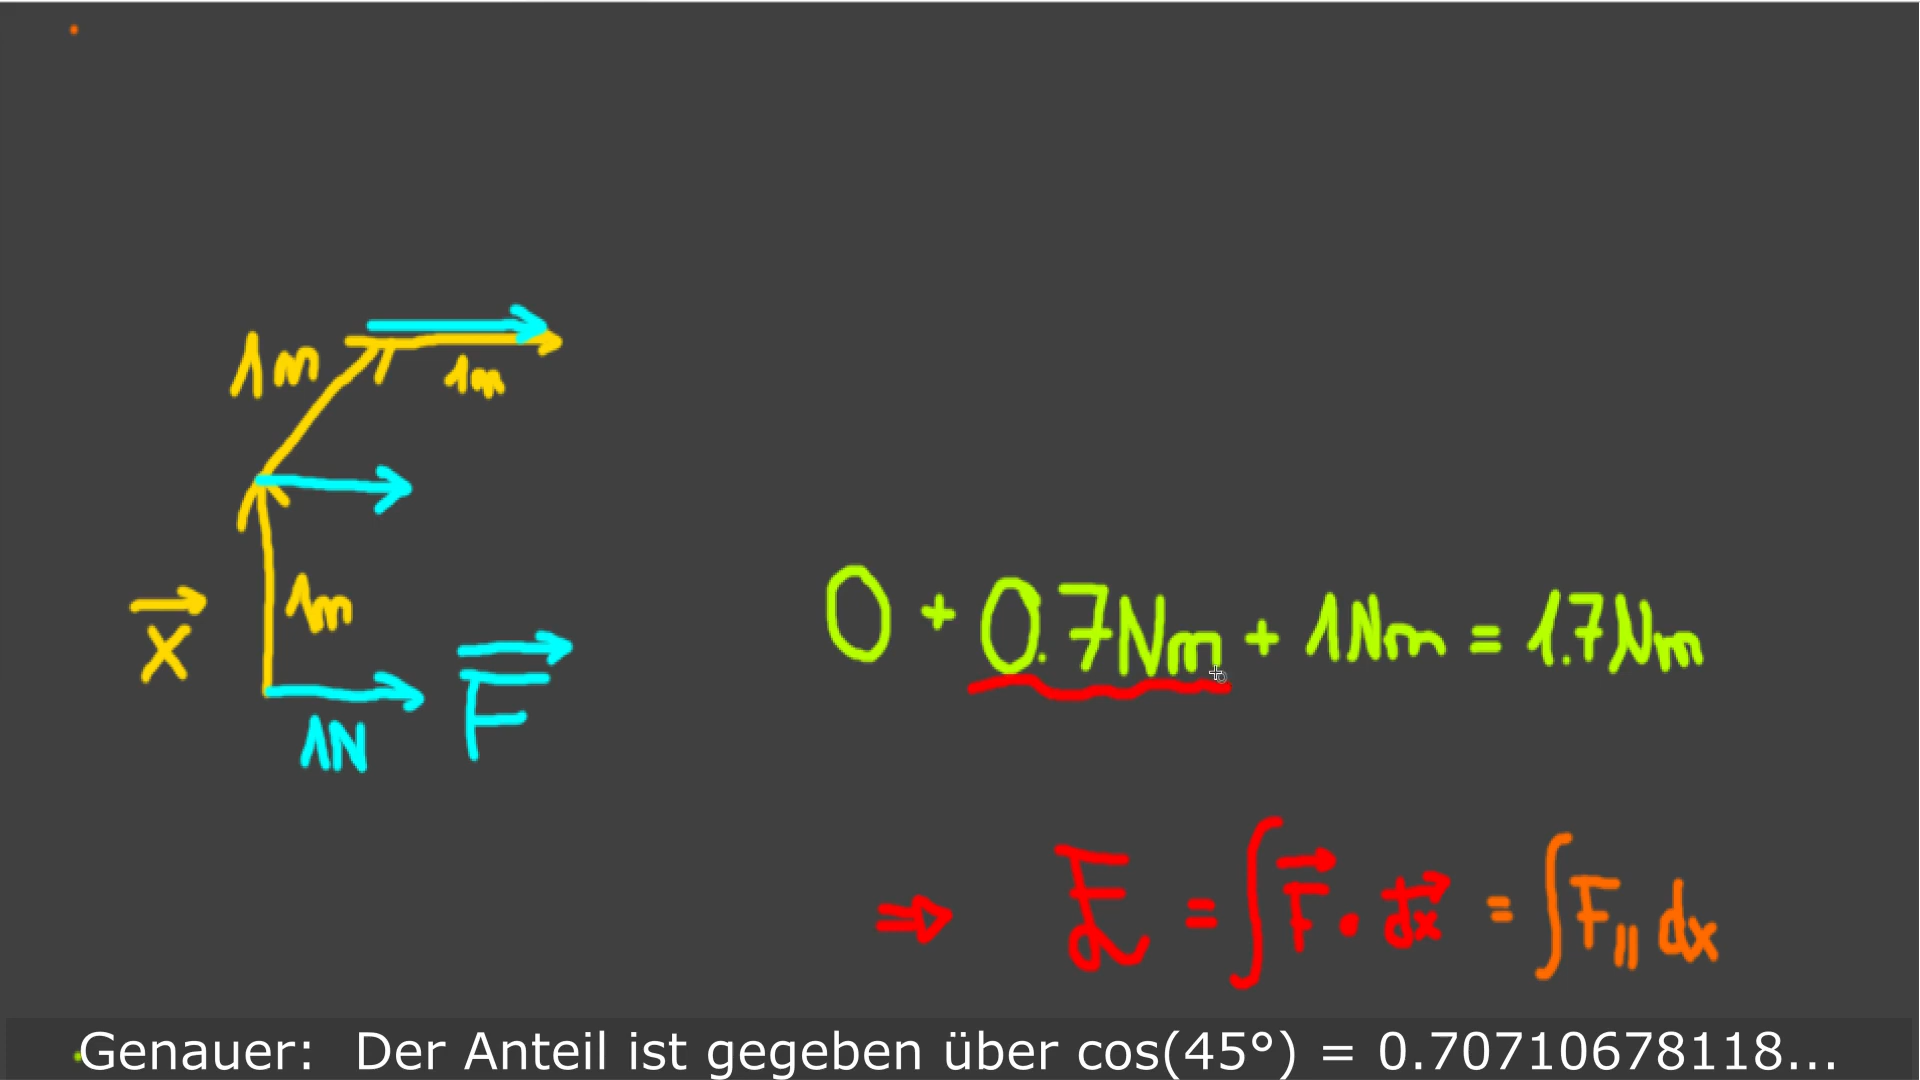 1m
1m
1m
x
F
1N
0 + 0.7Nm + 1Nm = 1.7Nm
⇒ E = ∫ F · dx = ∫ F|| dx
Genauer: Der Anteil ist gegeben über cos(45°) = 0.70710678118...